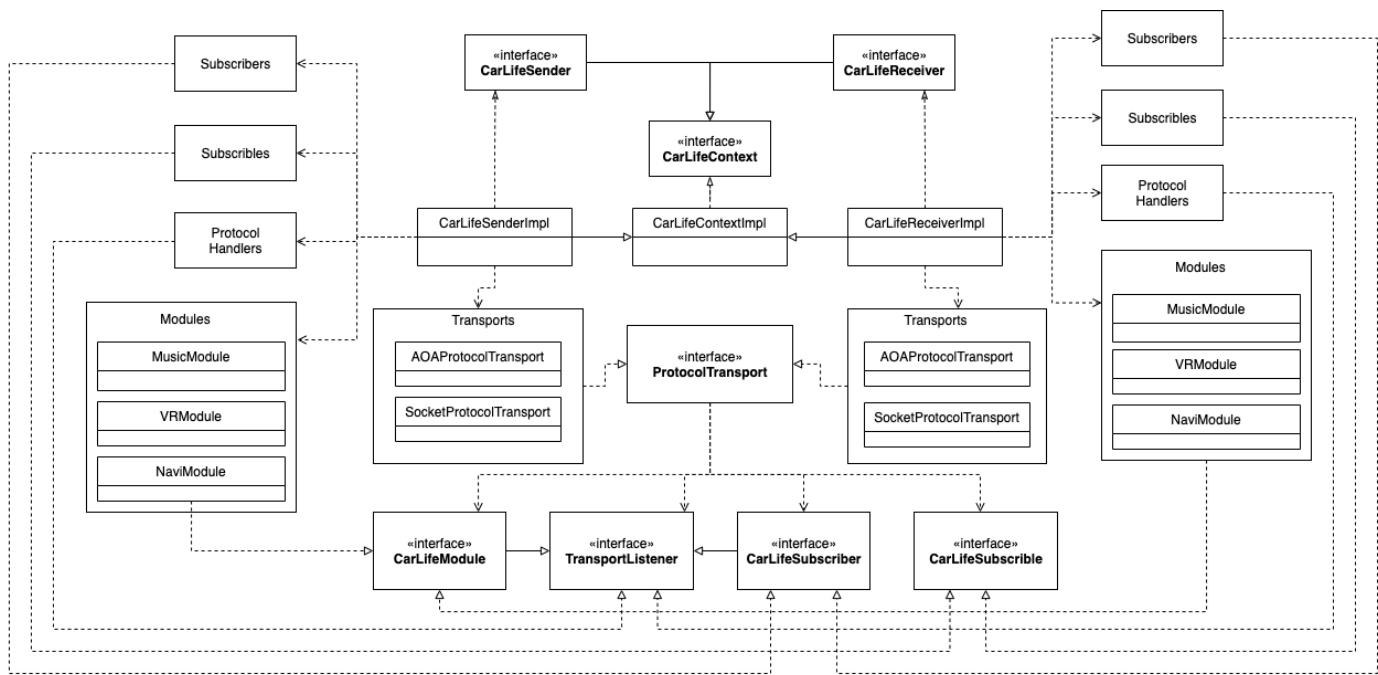 Subscribers
«interface»
CarLifeSender
«interface»
CarLifeReceiver
Subscribers
Subscribles
«interface»
CarLifeContext
Subscribles
Protocol
Handlers
CarLifeSenderImpl
CarLifeContextImpl
CarLifeReceiverImpl
Protocol
Handlers
Modules
MusicModule
VRModule
NaviModule
Transports
AOAProtocolTransport
SocketProtocolTransport
«interface»
ProtocolTransport
Transports
AOAProtocolTransport
SocketProtocolTransport
Modules
MusicModule
VRModule
NaviModule
«interface»
CarLifeModule
«interface»
TransportListener
«interface»
CarLifeSubscriber
«interface»
CarLifeSubscrible